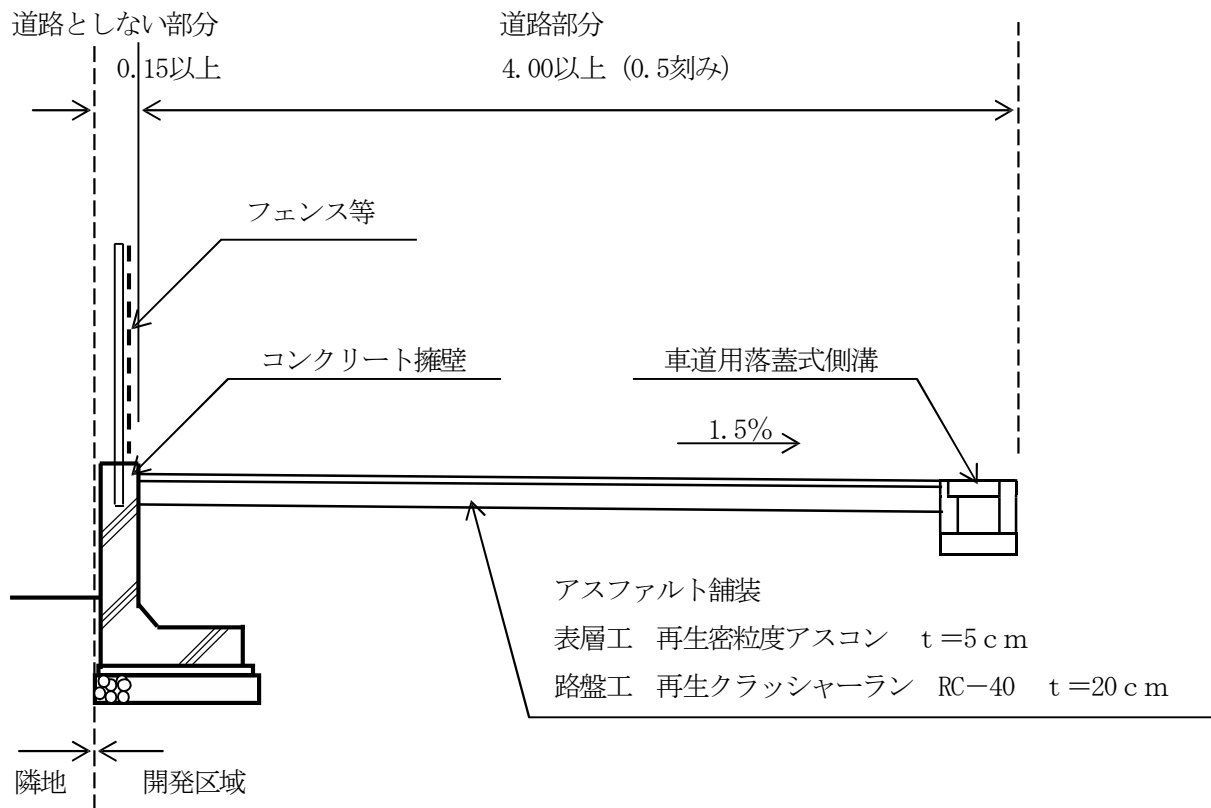 道路としない部分
道路部分
0.15以上
4.00以上（0.5刻み）
フェンス等
コンクリート擁壁
車道用落蓋式側溝
1.5%
アスファルト舗装
表層工　再生密粒度アスコン　ｔ＝5ｃｍ
路盤工　再生クラッシャーラン　RC－40　ｔ＝20ｃｍ
隣地
開発区域